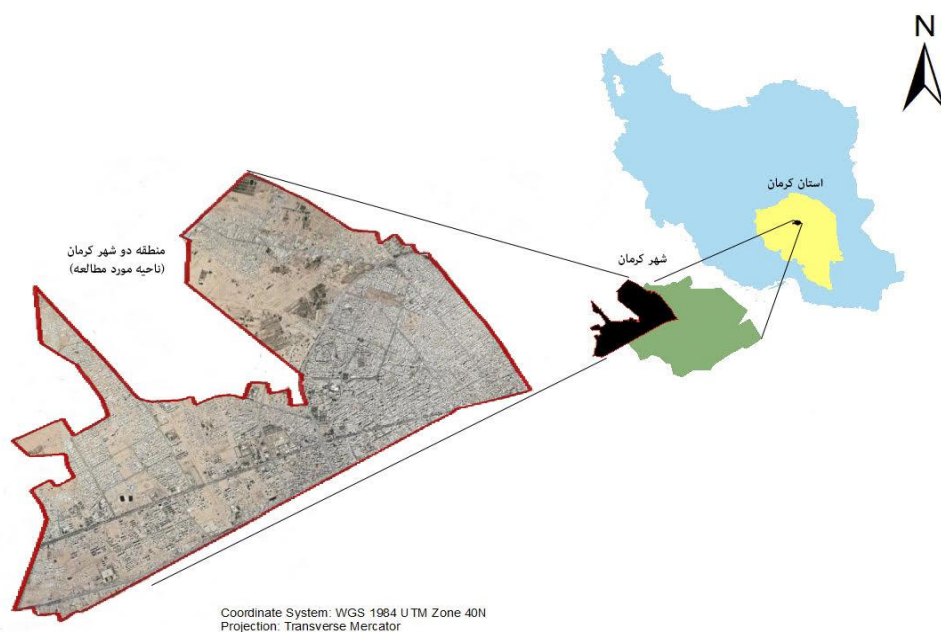 N
استان کرمان
شهر کرمان
منطقه دو شهر کرمان
(ناحیه مورد مطالعه)
Coordinate System: WGS 1984 UTM Zone 40N
Projection: Transverse Mercator